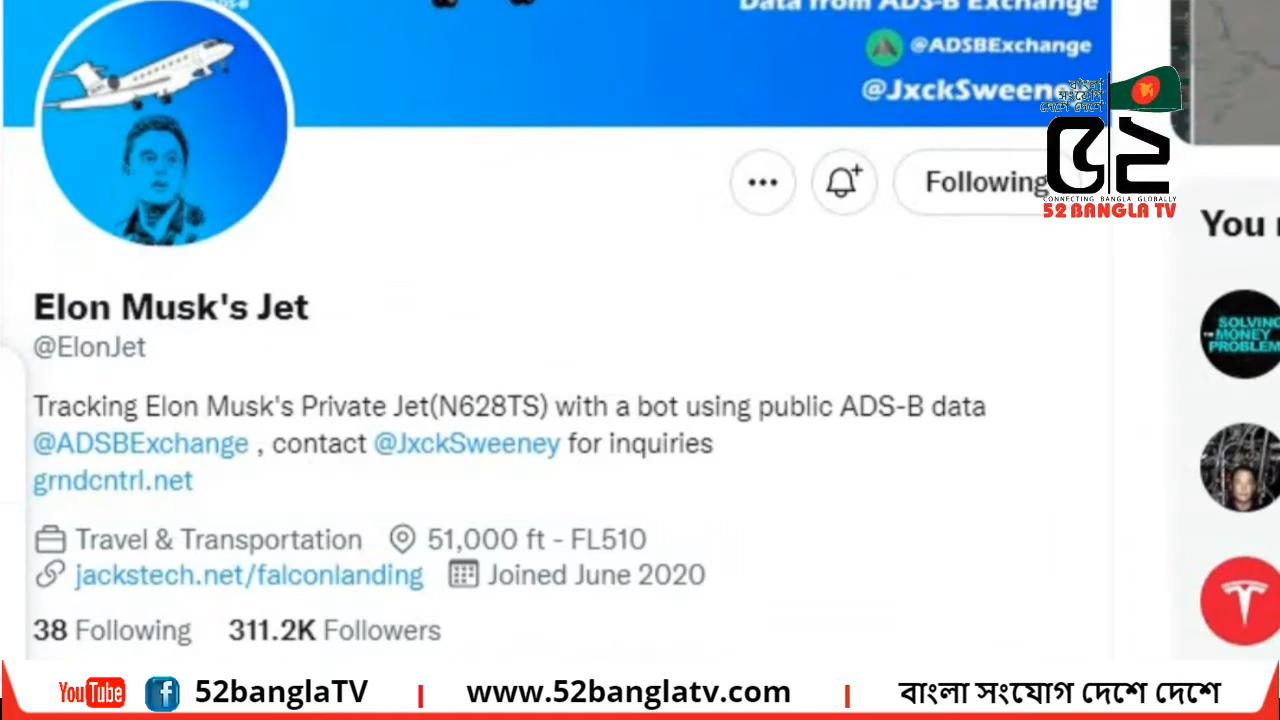 Data from ADS-B Exchange
@ADSBExchange
@JxckSweene
বাংলা
সংযোগ
দেশে দেশে
৫২
CONNECTING BANGLA GLOBALLY
52 BANGLA TV
Following
You
Elon Musk's Jet
@ElonJet
Tracking Elon Musk's Private Jet(N628TS) with a bot using public ADS-B data
@ADSBExchange , contact @JxckSweeney for inquiries
grndcntrl.net
Travel & Transportation 51,000 ft - FL510
jackstech.net/falconlanding Joined June 2020
38 Following 311.2K Followers
SOLVING
THE MONEY
PROBLEM
YouTube f 52banglaTV | www.52banglatv.com | বাংলা সংযোগ দেশে দেশে